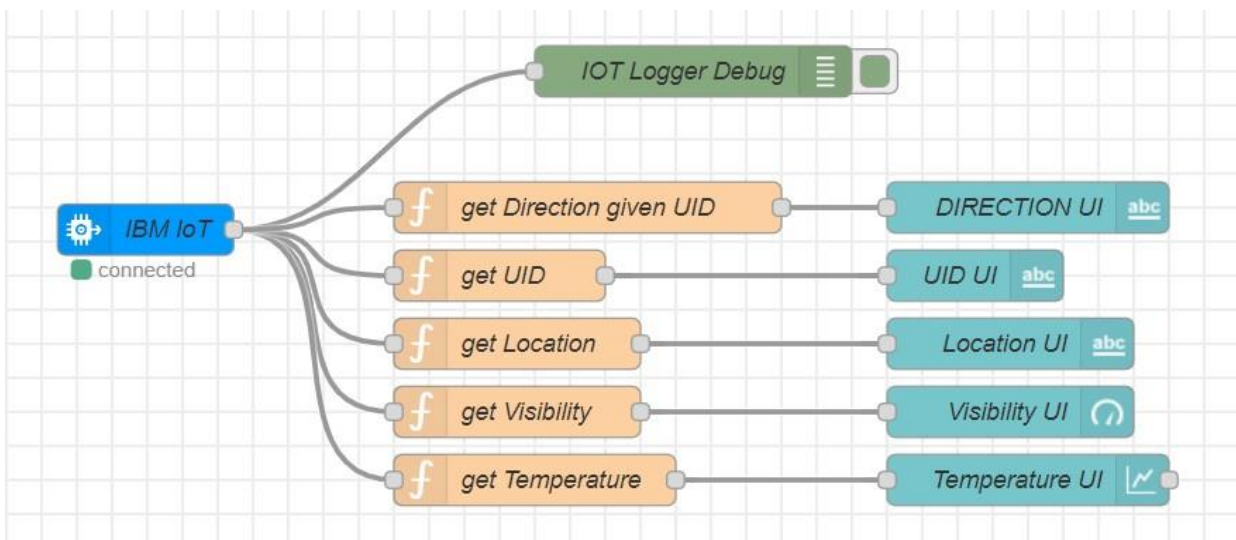 IOT Logger Debug
IBM IoT
connected
get Direction given UID
DIRECTION UI
abc
get UID
UID UI
abc
get Location
Location UI
abc
get Visibility
Visibility UI
get Temperature
Temperature UI